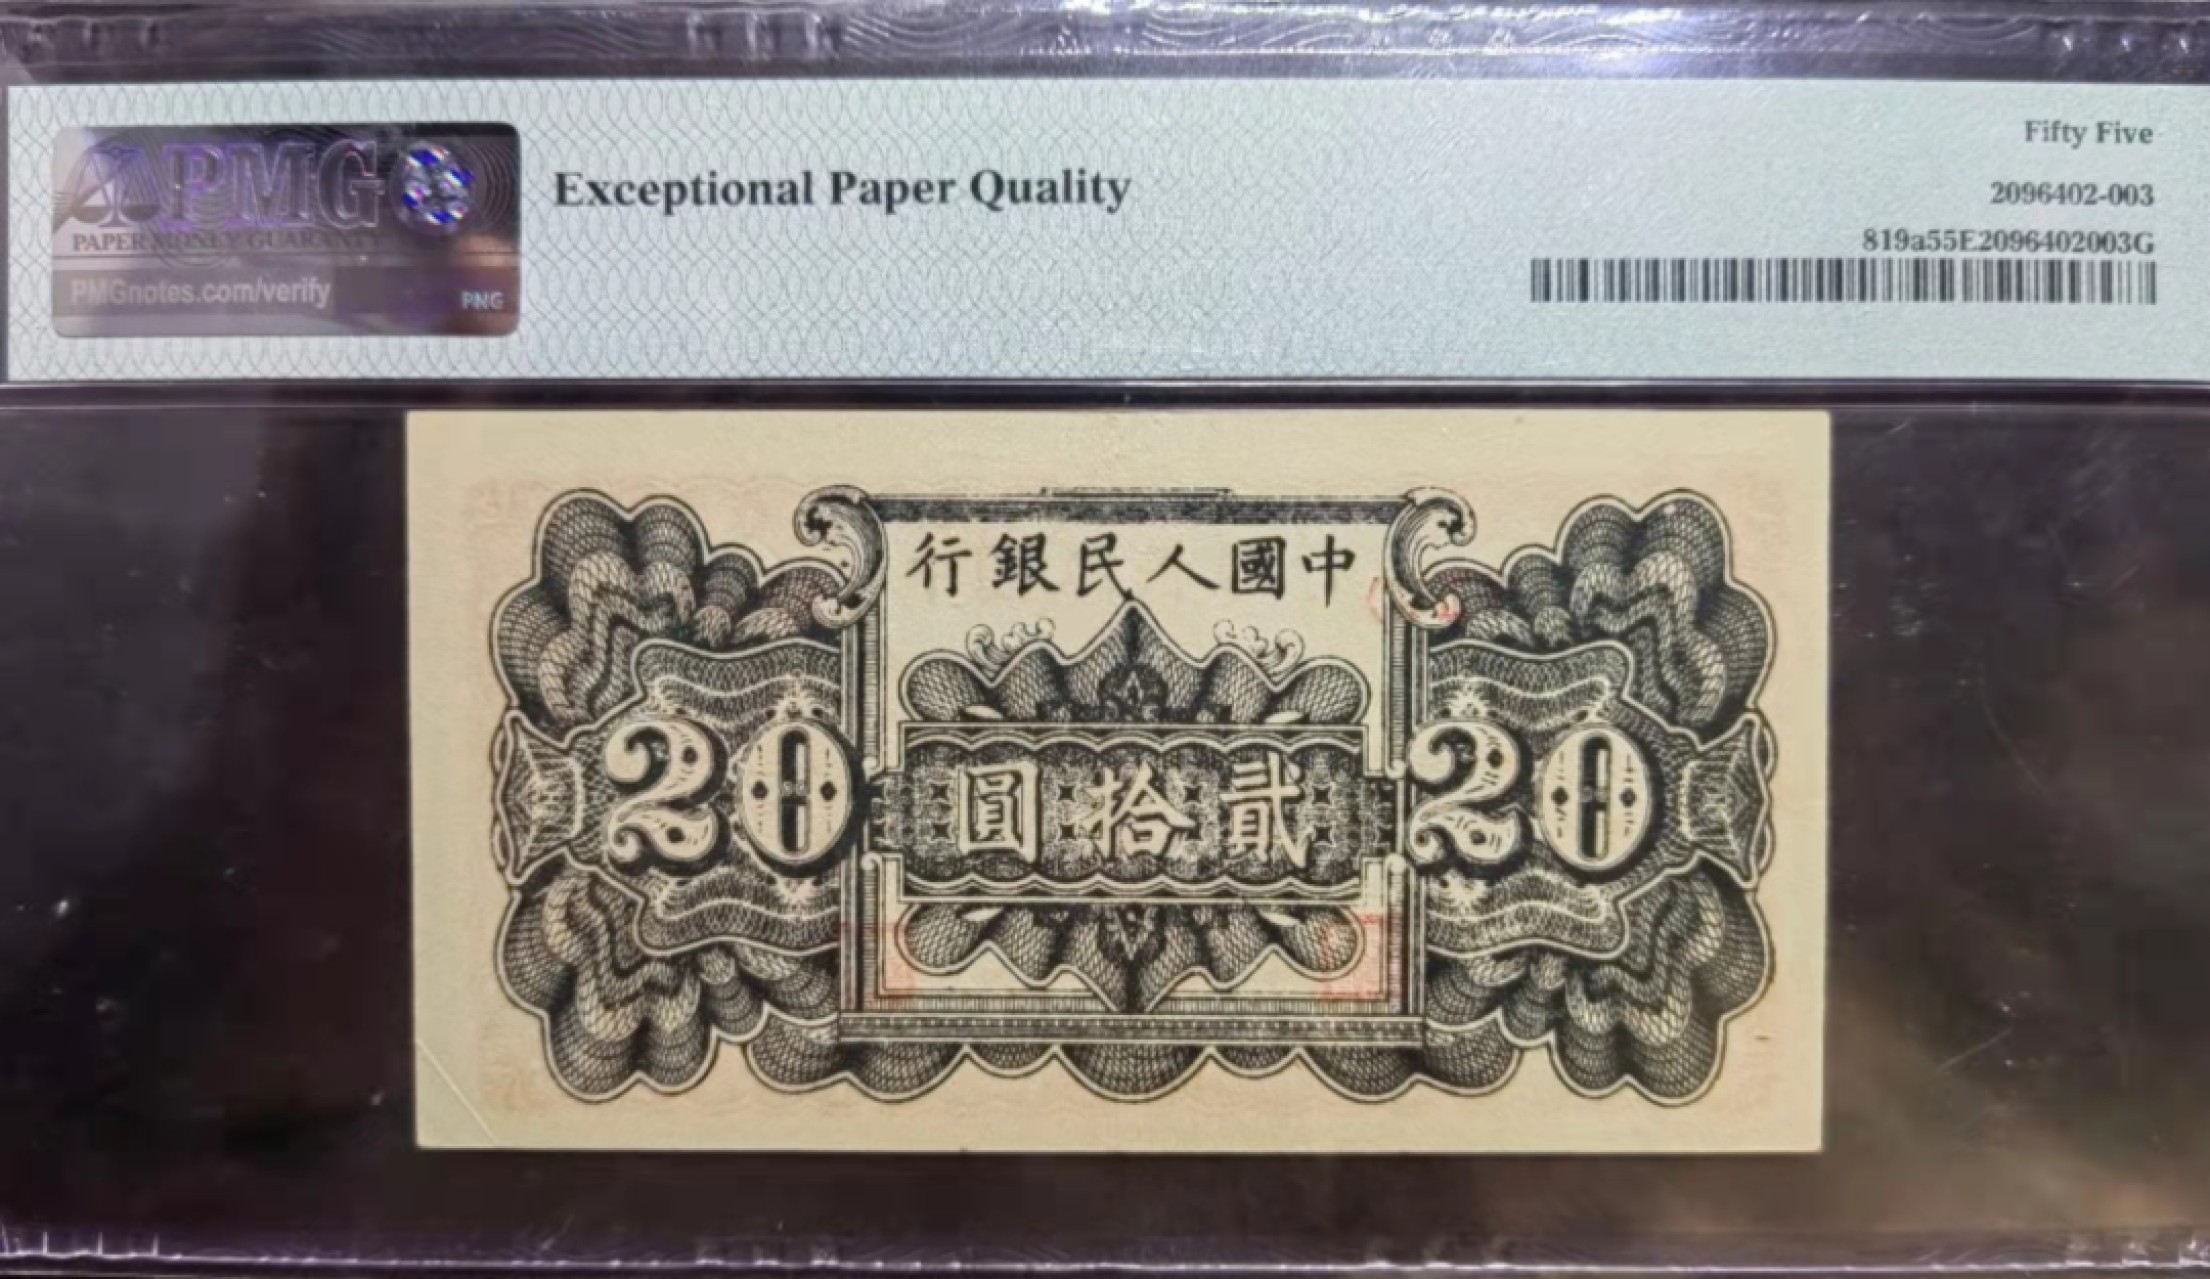 PMG
PAPER MONEY GUARANTY
PMGnotes.com/verify
PNG
Exceptional Paper Quality
Fifty Five
2096402-003
819a55E2096402003G
行銀民人國中
20
圓拾貳
20